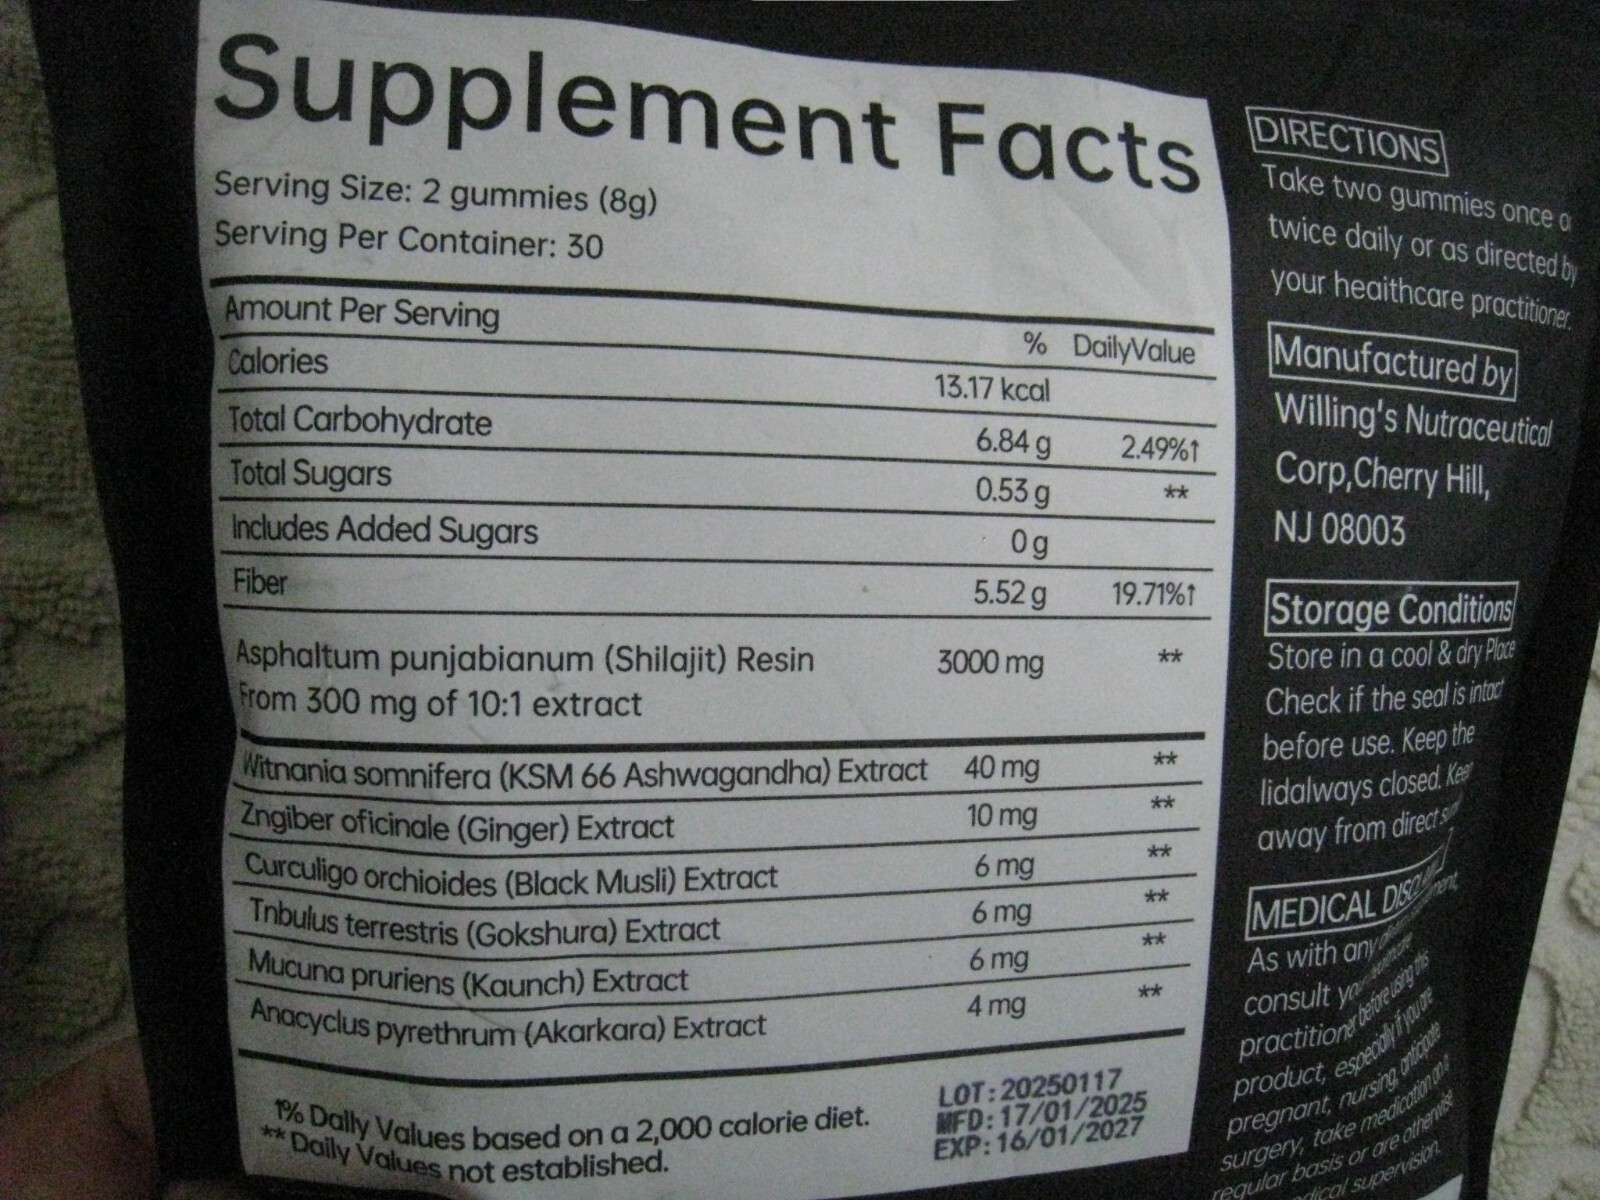 Supplement Facts
Serving Size: 2 gummies (8g)
Serving Per Container: 30
Amount Per Serving
% DailyValue
Calories 13.17 kcal
Total Carbohydrate 6.84 g 2.49%↑
Total Sugars 0.53 g **
Includes Added Sugars 0 g
Fiber 5.52 g 19.71%↑
Asphaltum punjabianum (Shilajit) Resin 3000 mg **
From 300 mg of 10:1 extract
Witnania somnifera (KSM 66 Ashwagandha) Extract 40 mg **
Zngiber oficinale (Ginger) Extract 10 mg **
Curculigo orchioides (Black Musli) Extract 6 mg **
Tnbulus terrestris (Gokshura) Extract 6 mg **
Mucuna pruriens (Kaunch) Extract 6 mg **
Anacyclus pyrethrum (Akarkara) Extract 4 mg **
1% Dally Values based on a 2,000 calorie diet.
** Daily Values not established.
LOT: 20250117
MFD: 17/01/2025
EXP: 16/01/2027
DIRECTIONS
Take two gummies once
twice daily or as directed by
your heaithcare practitioner.
Manufactured by
Willing's Nutraceutical
Corp,Cherry Hill,
NJ 08003
Storage Conditions
Store in a cool & dry Place
Check if the seal is intact
before use. Keep the
lidalways closed. Keep
away from direct
MEDICAL
As with any
consult
practitioner before using this
product, especially if you are
pregnant, nursing, anticipate
surgery, take medication on a
regular basis or are otherwise
supervision.